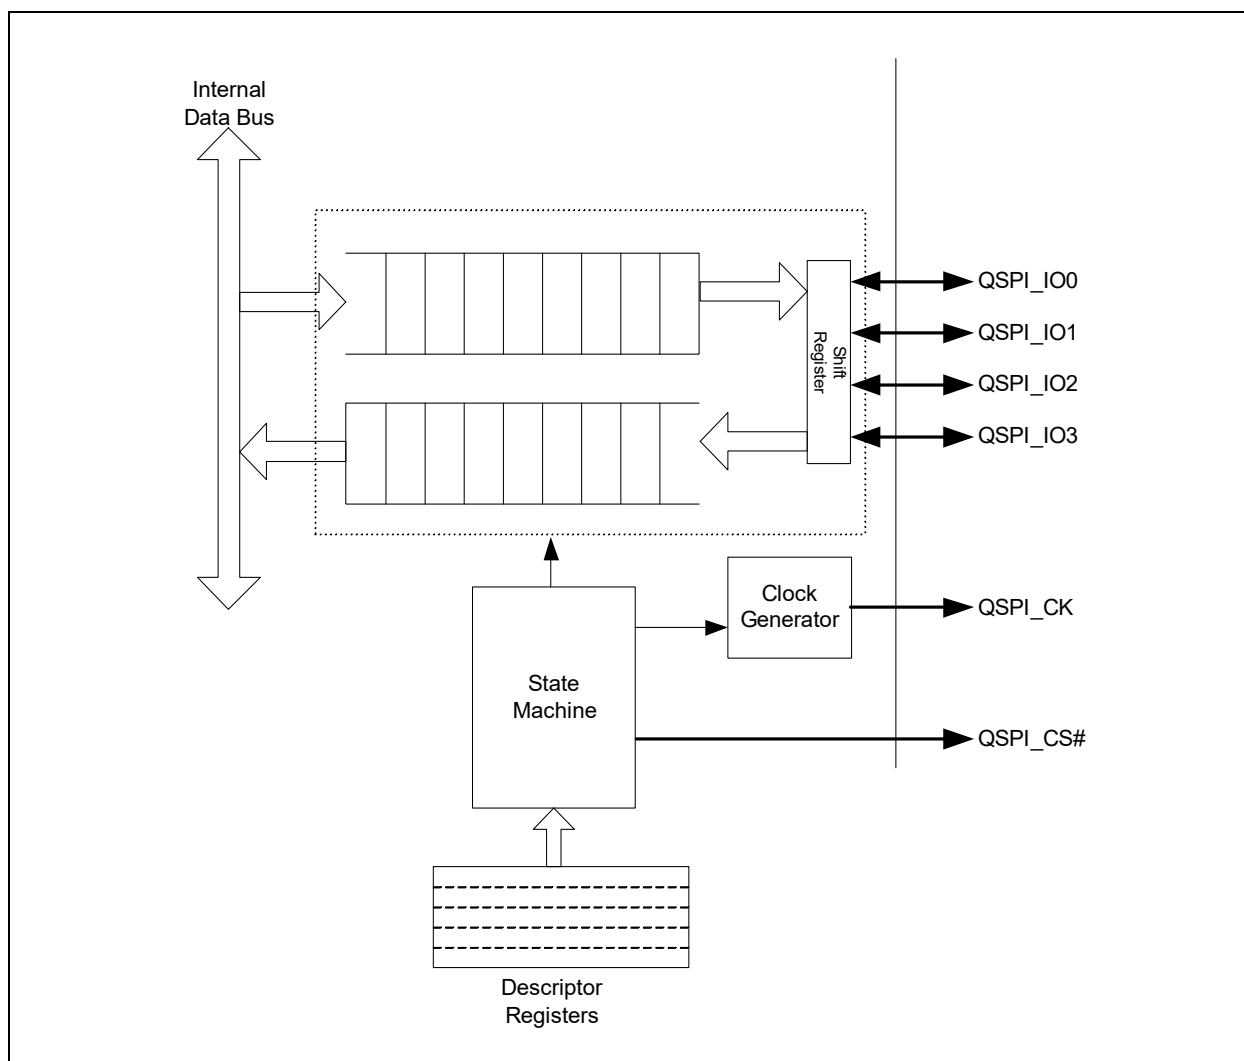 Internal
Data Bus
QSPI_IO0
QSPI_IO1
Shift
Register
QSPI_IO2
QSPI_IO3
Clock
Generator
QSPI_CK
State
Machine
QSPI_CS#
Descriptor
Registers